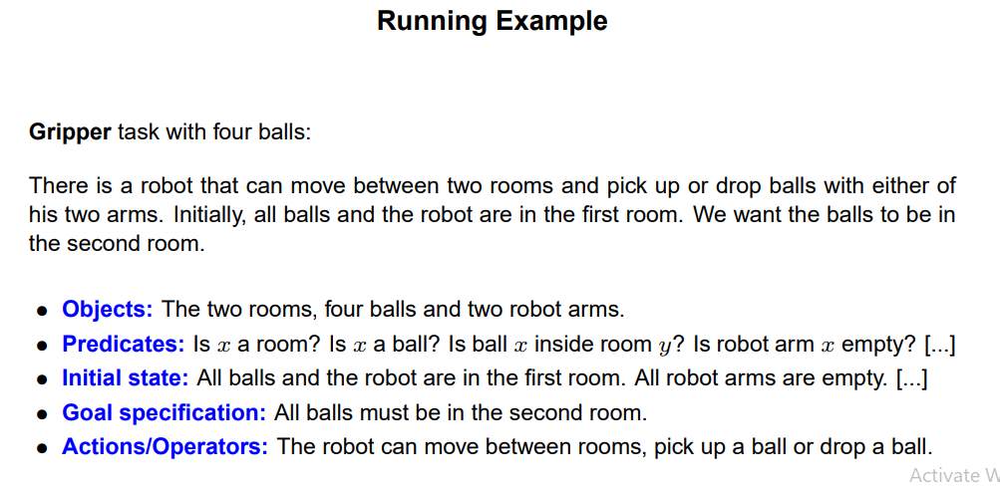 Running Example
Gripper task with four balls:
There is a robot that can move between two rooms and pick up or drop balls with either of
his two arms. Initially, all balls and the robot are in the first room. We want the balls to be in
the second room.
● Objects: The two rooms, four balls and two robot arms.
● Predicates: Is x a room? Is x a ball? Is ball x inside room y? Is robot arm x empty? [...]
● Initial state: All balls and the robot are in the first room. All robot arms are empty. [...]
● Goal specification: All balls must be in the second room.
● Actions/Operators: The robot can move between rooms, pick up a ball or drop a ball.
Activate